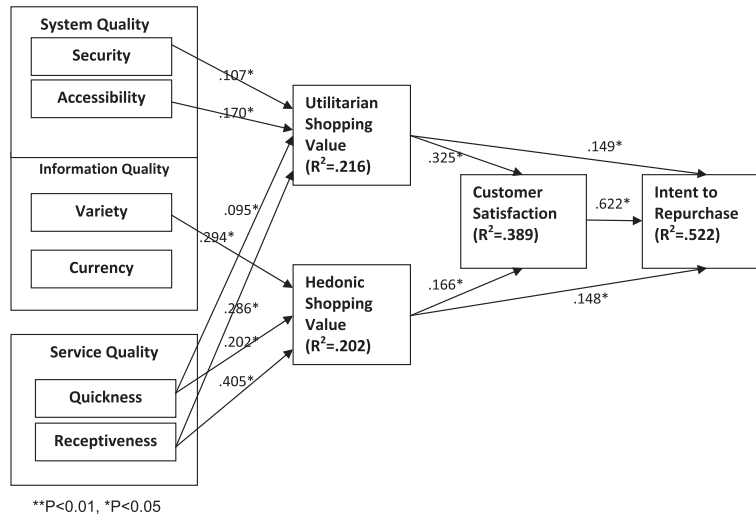 System Quality
Security
Accessibility
Information Quality
Variety
Currency
Service Quality
Quickness
Receptiveness
.107*
.170*
.095*
.294*
.286*
.202*
.405*
Utilitarian
Shopping
Value
(R²=.216)
Hedonic
Shopping
Value
(R²=.202)
.325*
.149*
.166*
.148*
Customer
Satisfaction
(R²=.389)
.622*
Intent to
Repurchase
(R²=.522)
**P<0.01, *P<0.05